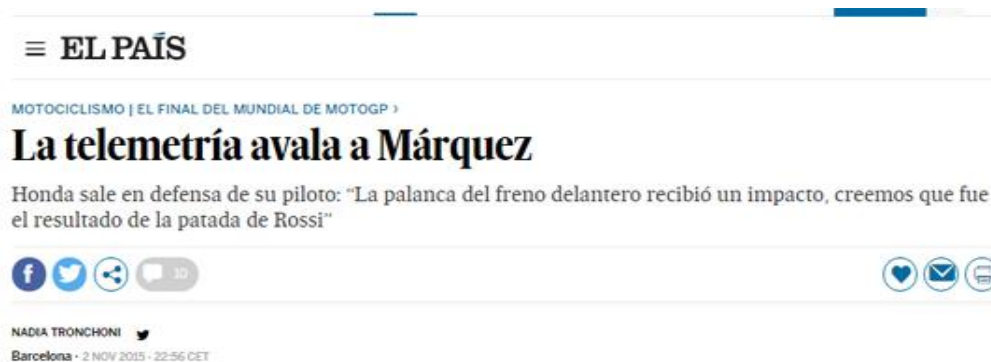 EL PAÍS
MOTOCICLISMO | EL FINAL DEL MUNDIAL DE MOTOGP ›
La telemetría avala a Márquez
Honda sale en defensa de su piloto: “La palanca del freno delantero recibió un impacto, creemos que fue
el resultado de la patada de Rossi”
10
NADIA TRONCHONI
Barcelona · 2 NOV 2015 - 22:56 CET